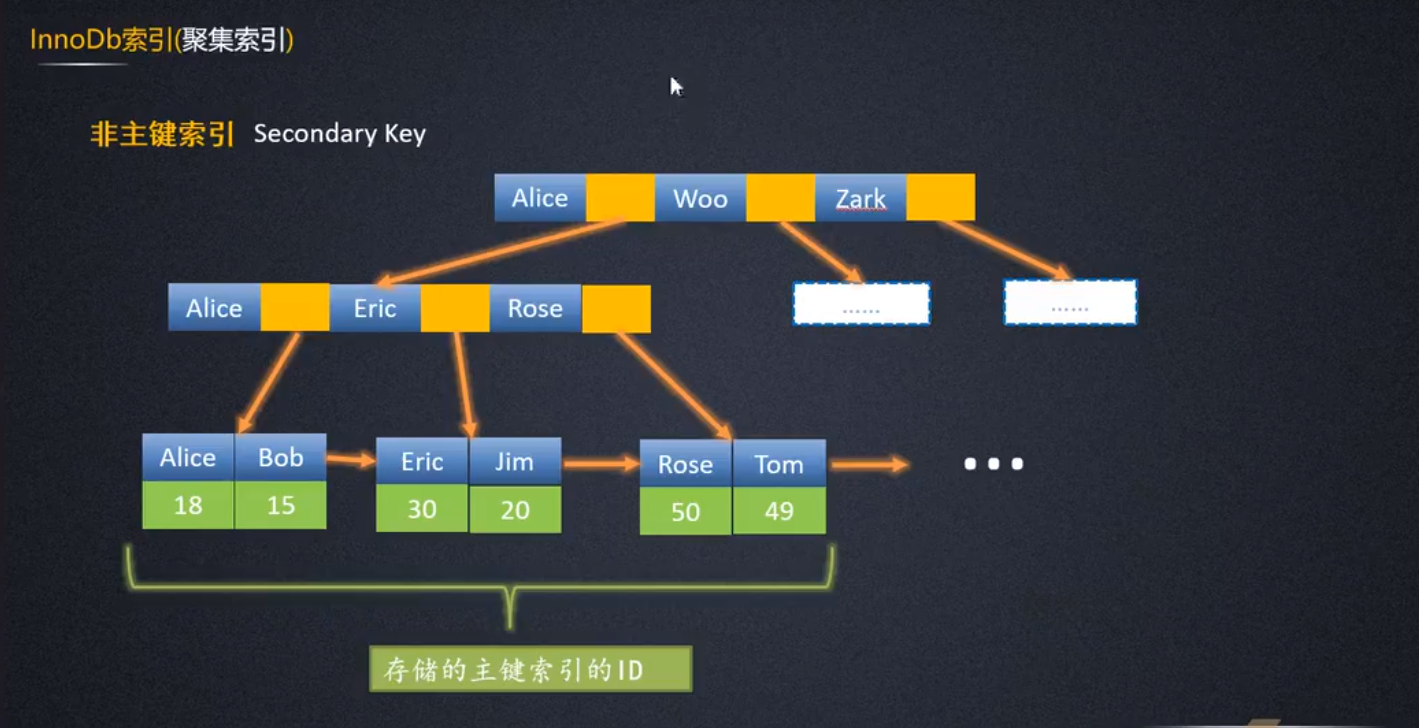 InnoDb索引(聚集索引)
非主键索引 Secondary Key
Alice Woo Zark
Alice Eric Rose
...... ......
Alice Bob Eric Jim Rose Tom
18 15 30 20 50 49
存储的主键索引的ID